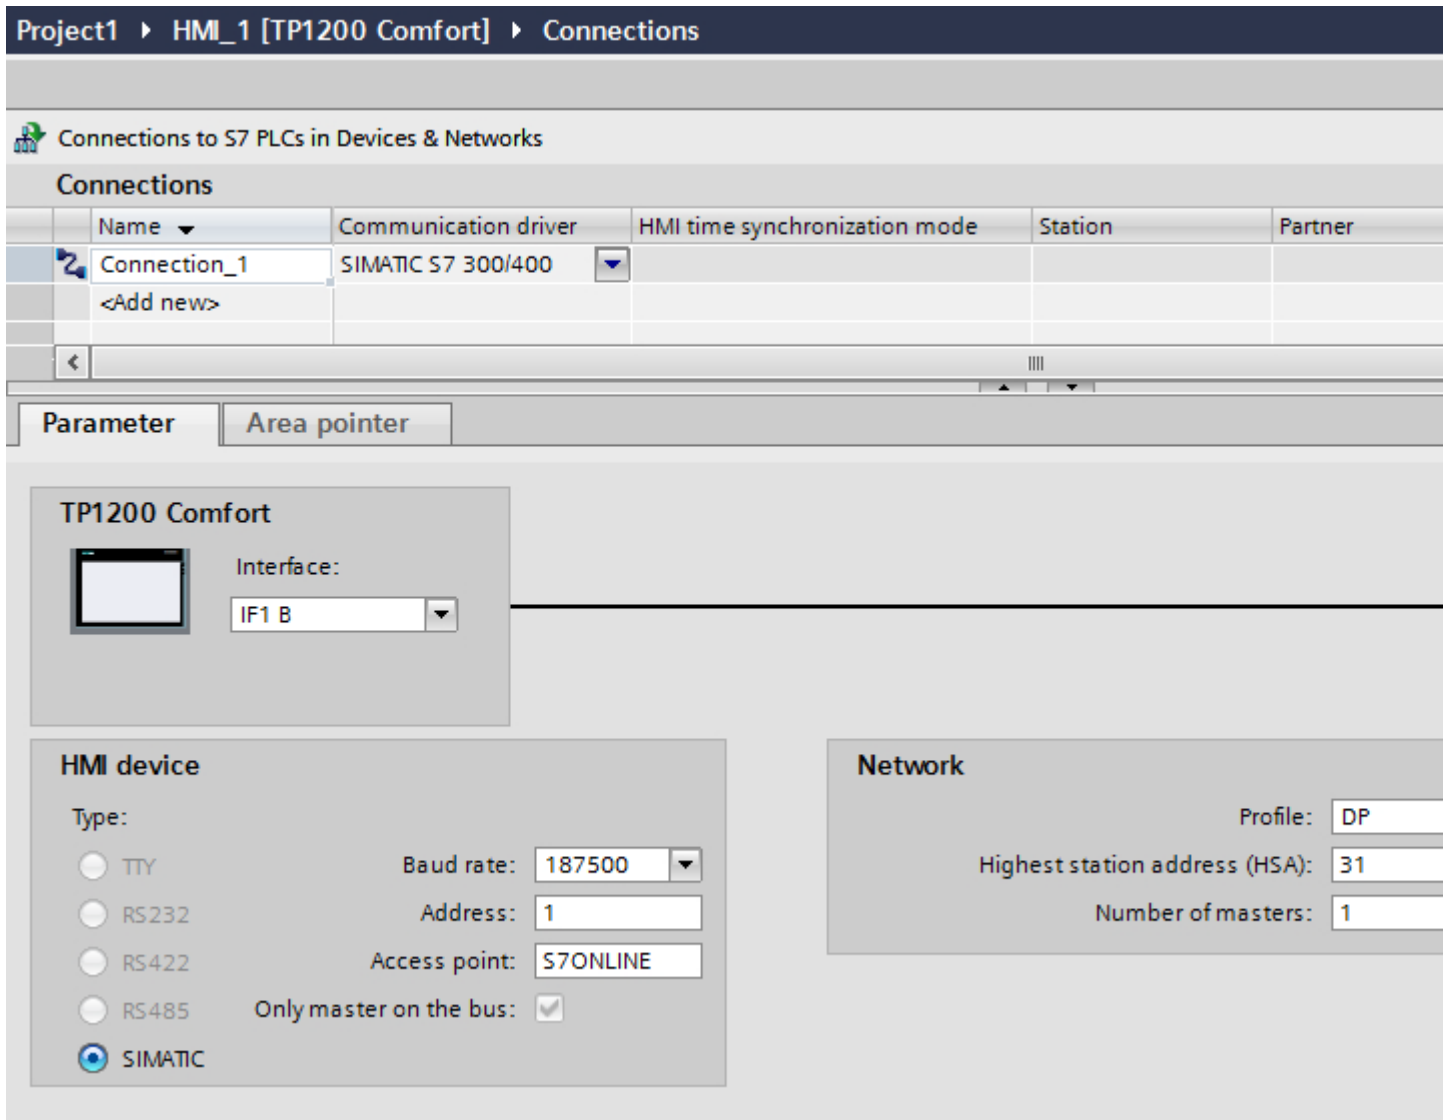 Project1 ▸ HMI_1 [TP1200 Comfort] ▸ Connections
Connections to S7 PLCs in Devices & Networks
Connections
Name Communication driver HMI time synchronization mode Station Partner
Connection_1 SIMATIC S7 300/400
<Add new>
Parameter Area pointer
TP1200 Comfort
Interface:
IF1 B
HMI device
Type:
TTY
RS232
RS422
RS485
SIMATIC
Baud rate: 187500
Address: 1
Access point: S7ONLINE
Only master on the bus:
Network
Profile: DP
Highest station address (HSA): 31
Number of masters: 1